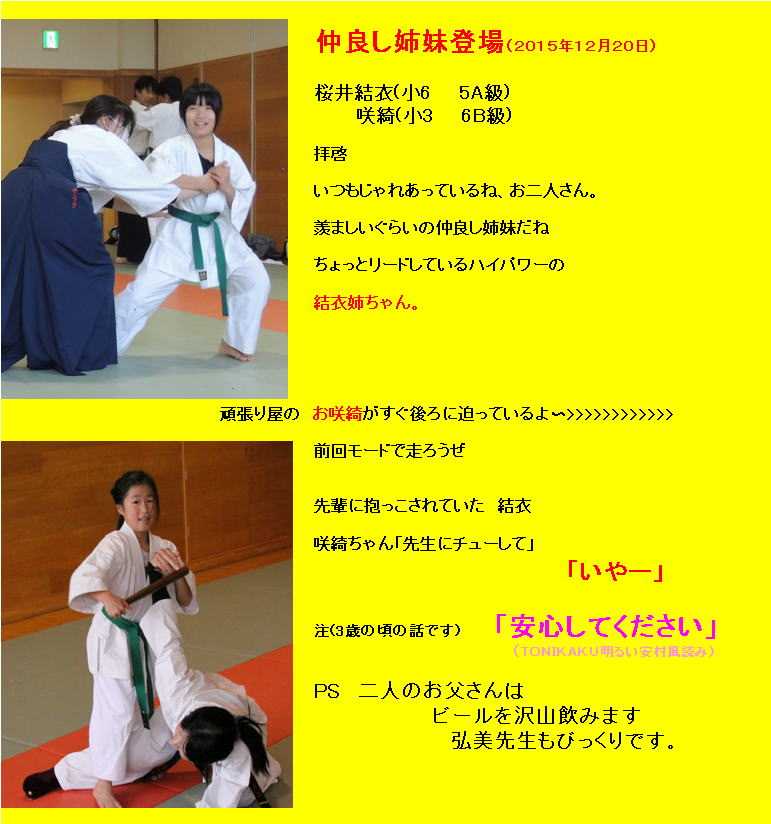 仲良し姉妹登場(2015年12月20日)
桜井結衣(小6 5A級)
咲綺(小3 6B級)
拝啓
いつもじゃれあっているね、お二人さん。
羨ましいぐらいの仲良し姉妹だね
ちょっとリードしているハイパワーの
結衣姉ちゃん。
頑張り屋の お咲綺がすぐ後ろに迫っているよ~>>>>>>>>>>>>
前回モードで走ろうぜ
先輩に抱っこされていた 結衣
咲綺ちゃん「先生にチューして」
「いやー」
注(3歳の頃の話です) 「安心してください」
(TONIKAKU明るい安村風読み)
PS 二人のお父さんは
ビールを沢山飲みます
弘美先生もびっくりです。